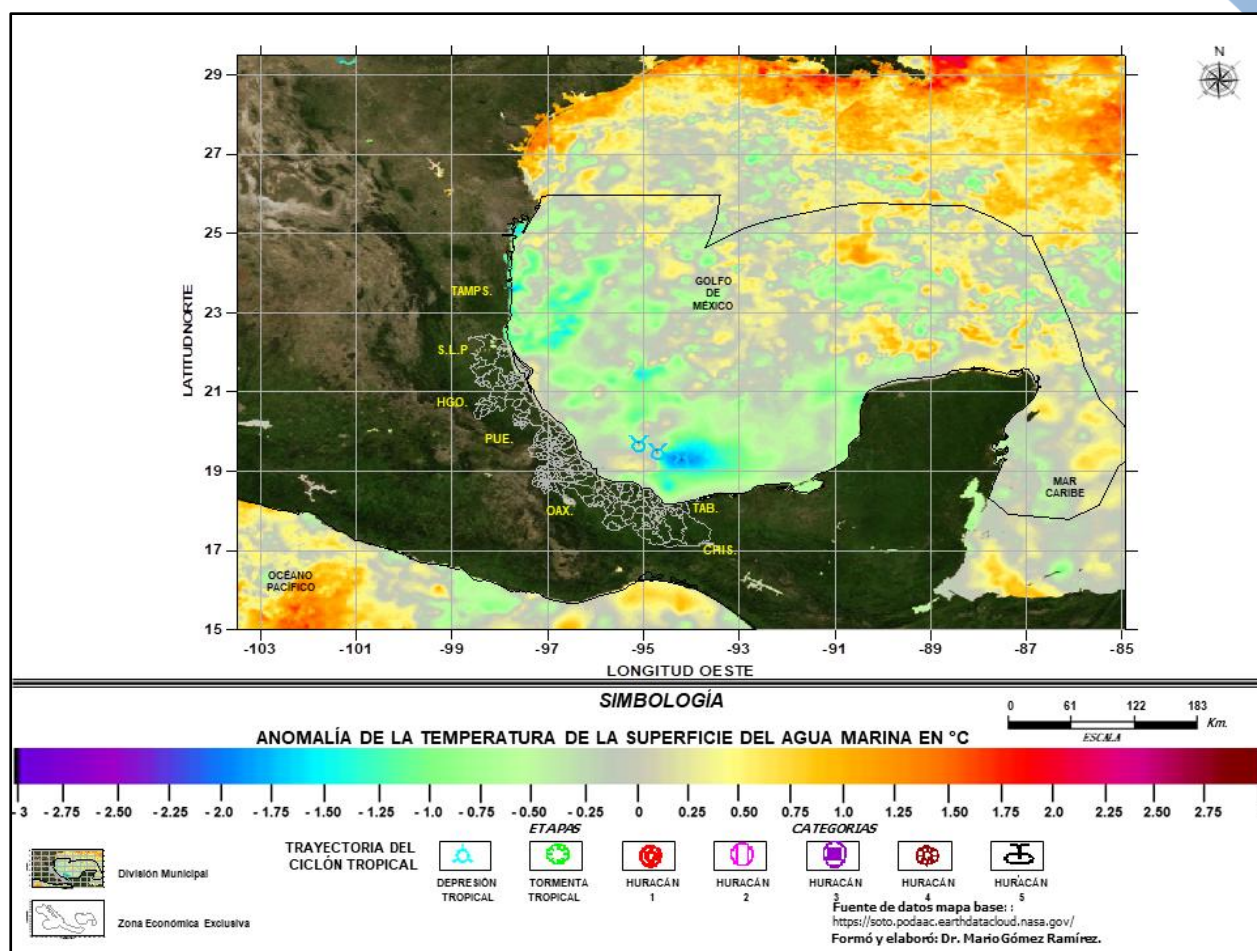 N
29
27
25
23
21
19
17
15
LATITUDNORTE
TAMPS.
S.L.P
HGO.
PUE.
OAX.
TAB.
CHIS.
GOLFO
DE
MÉXICO
MAR
CARIBE
OCÉANO
PACÍFICO
-103 -101 -99 -97 -95 -93 -91 -89 -87 -85
LONGITUD OESTE
SIMBOLOGÍA
0 61 122 183
Km.
ESCALA
ANOMALÍA DE LA TEMPERATURA DE LA SUPERFICIE DEL AGUA MARINA EN °C
- 3 - 2.75 - 2.50 - 2.25 - 2.0 - 1.75 - 1.50 - 1.25 - 1.0 - 0.75 - 0.50 - 0.25 0 0.25 0.50 0.75 1.0 1.25 1.50 1.75 2.0 2.50 2.75
ETAPAS
CATEGORIAS
TRAYECTORIA DEL
CICLÓN TROPICAL
División Municipal
Zona Económica Exclusiva
DEPRESIÓN
TROPICAL
TORMENTA
TROPICAL
HURACÁN
1
HURACÁN
2
HURACÁN
3
HURACÁN
4
HURACÁN
5
Fuente de datos mapa base: :
https://soto.podaac.earthdatacloud.nasa.gov/
Formó y elaboró: Dr. Mario Gómez Ramírez.